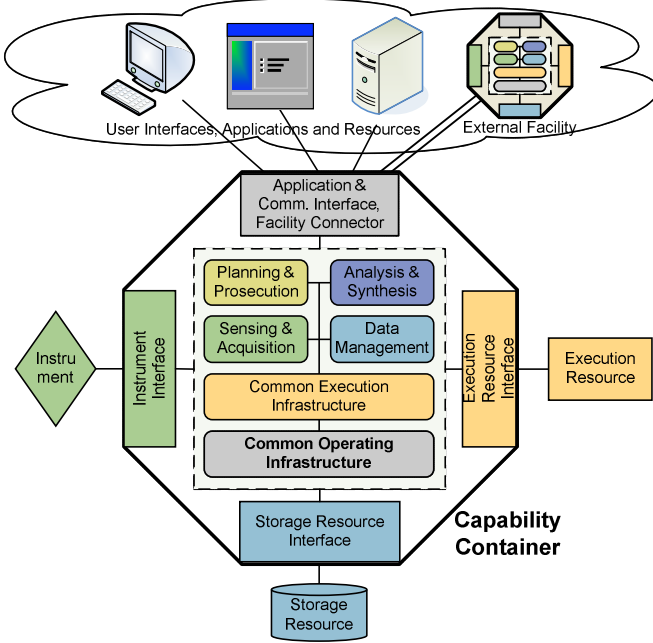 User Interfaces, Applications and Resources
External Facility
Application &
Comm. Interface,
Facility Connector
Planning &
Prosecution
Analysis &
Synthesis
Sensing &
Acquisition
Data
Management
Common Execution
Infrastructure
Common Operating
Infrastructure
Instru
ment
Instrument
Interface
Execution
Resource
Interface
Execution
Resource
Storage Resource
Interface
Capability
Container
Storage
Resource